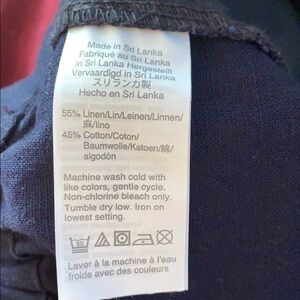 Made in Sri Lanka
Fabriqué au Sri Lanka
in Sri Lanka Hergestellt
Vervaardigd in Sri Lanka
スリランカ製
Hecho en Sri Lanka
55% Linen/Lin/Leinen/Linnen/
麻/lino
45% Cotton/Coton/
Baumwolle/Katoen/綿/
algodón
Machine wash cold with
like colors, gentle cycle.
Non-chlorine bleach only.
Tumble dry low. Iron on
lowest setting.
30
Laver à la machine à l'eau
froide avec des couleurs